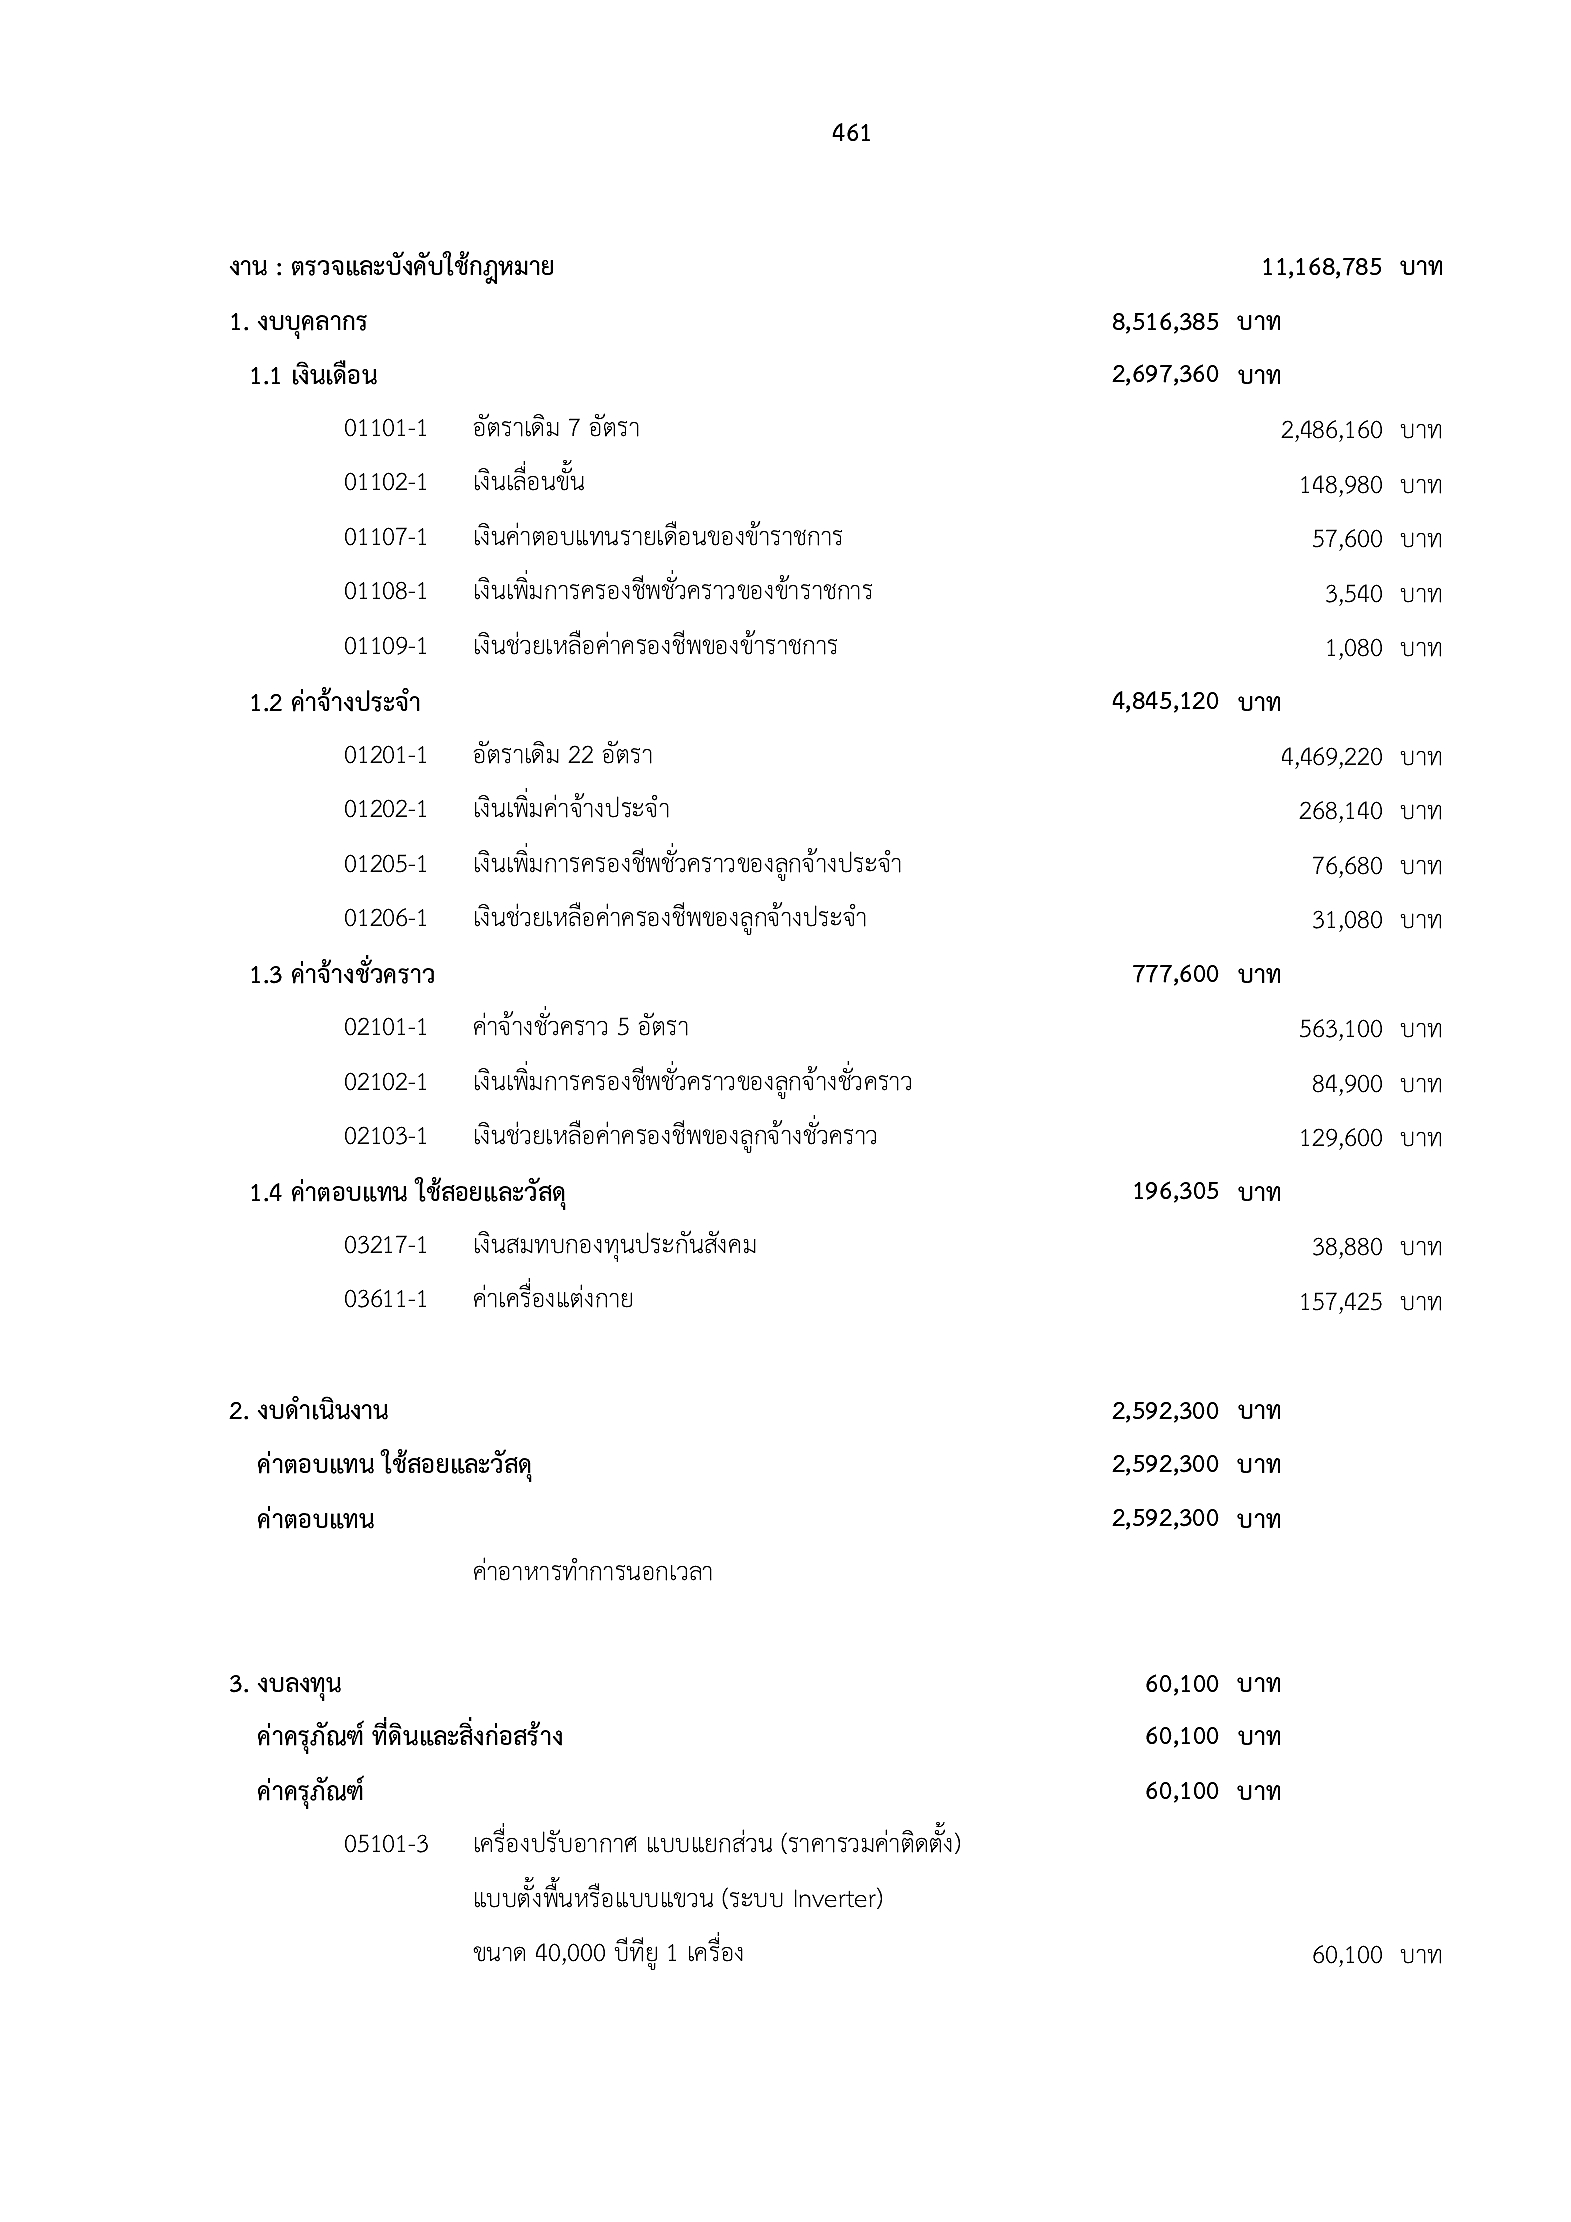 461
งาน : ตรวจและบังคับใช้กฎหมาย 11,168,785 บาท
1. งบบุคลากร 8,516,385 บาท
1.1 เงินเดือน 2,697,360 บาท
01101-1 อัตราเดิม 7 อัตรา 2,486,160 บาท
01102-1 เงินเลื่อนขั้น 148,980 บาท
01107-1 เงินค่าตอบแทนรายเดือนของข้าราชการ 57,600 บาท
01108-1 เงินเพิ่มการครองชีพชั่วคราวของข้าราชการ 3,540 บาท
01109-1 เงินช่วยเหลือค่าครองชีพของข้าราชการ 1,080 บาท
1.2 ค่าจ้างประจำ 4,845,120 บาท
01201-1 อัตราเดิม 22 อัตรา 4,469,220 บาท
01202-1 เงินเพิ่มค่าจ้างประจำ 268,140 บาท
01205-1 เงินเพิ่มการครองชีพชั่วคราวของลูกจ้างประจำ 76,680 บาท
01206-1 เงินช่วยเหลือค่าครองชีพของลูกจ้างประจำ 31,080 บาท
1.3 ค่าจ้างชั่วคราว 777,600 บาท
02101-1 ค่าจ้างชั่วคราว 5 อัตรา 563,100 บาท
02102-1 เงินเพิ่มการครองชีพชั่วคราวของลูกจ้างชั่วคราว 84,900 บาท
02103-1 เงินช่วยเหลือค่าครองชีพของลูกจ้างชั่วคราว 129,600 บาท
1.4 ค่าตอบแทน ใช้สอยและวัสดุ 196,305 บาท
03217-1 เงินสมทบกองทุนประกันสังคม 38,880 บาท
03611-1 ค่าเครื่องแต่งกาย 157,425 บาท
2. งบดำเนินงาน 2,592,300 บาท
ค่าตอบแทน ใช้สอยและวัสดุ 2,592,300 บาท
ค่าตอบแทน 2,592,300 บาท
ค่าอาหารทำการนอกเวลา
3. งบลงทุน 60,100 บาท
ค่าครุภัณฑ์ ที่ดินและสิ่งก่อสร้าง 60,100 บาท
ค่าครุภัณฑ์ 60,100 บาท
05101-3 เครื่องปรับอากาศ แบบแยกส่วน (ราคารวมค่าติดตั้ง)
แบบตั้งพื้นหรือแบบแขวน (ระบบ Inverter)
ขนาด 40,000 บีทียู 1 เครื่อง 60,100 บาท